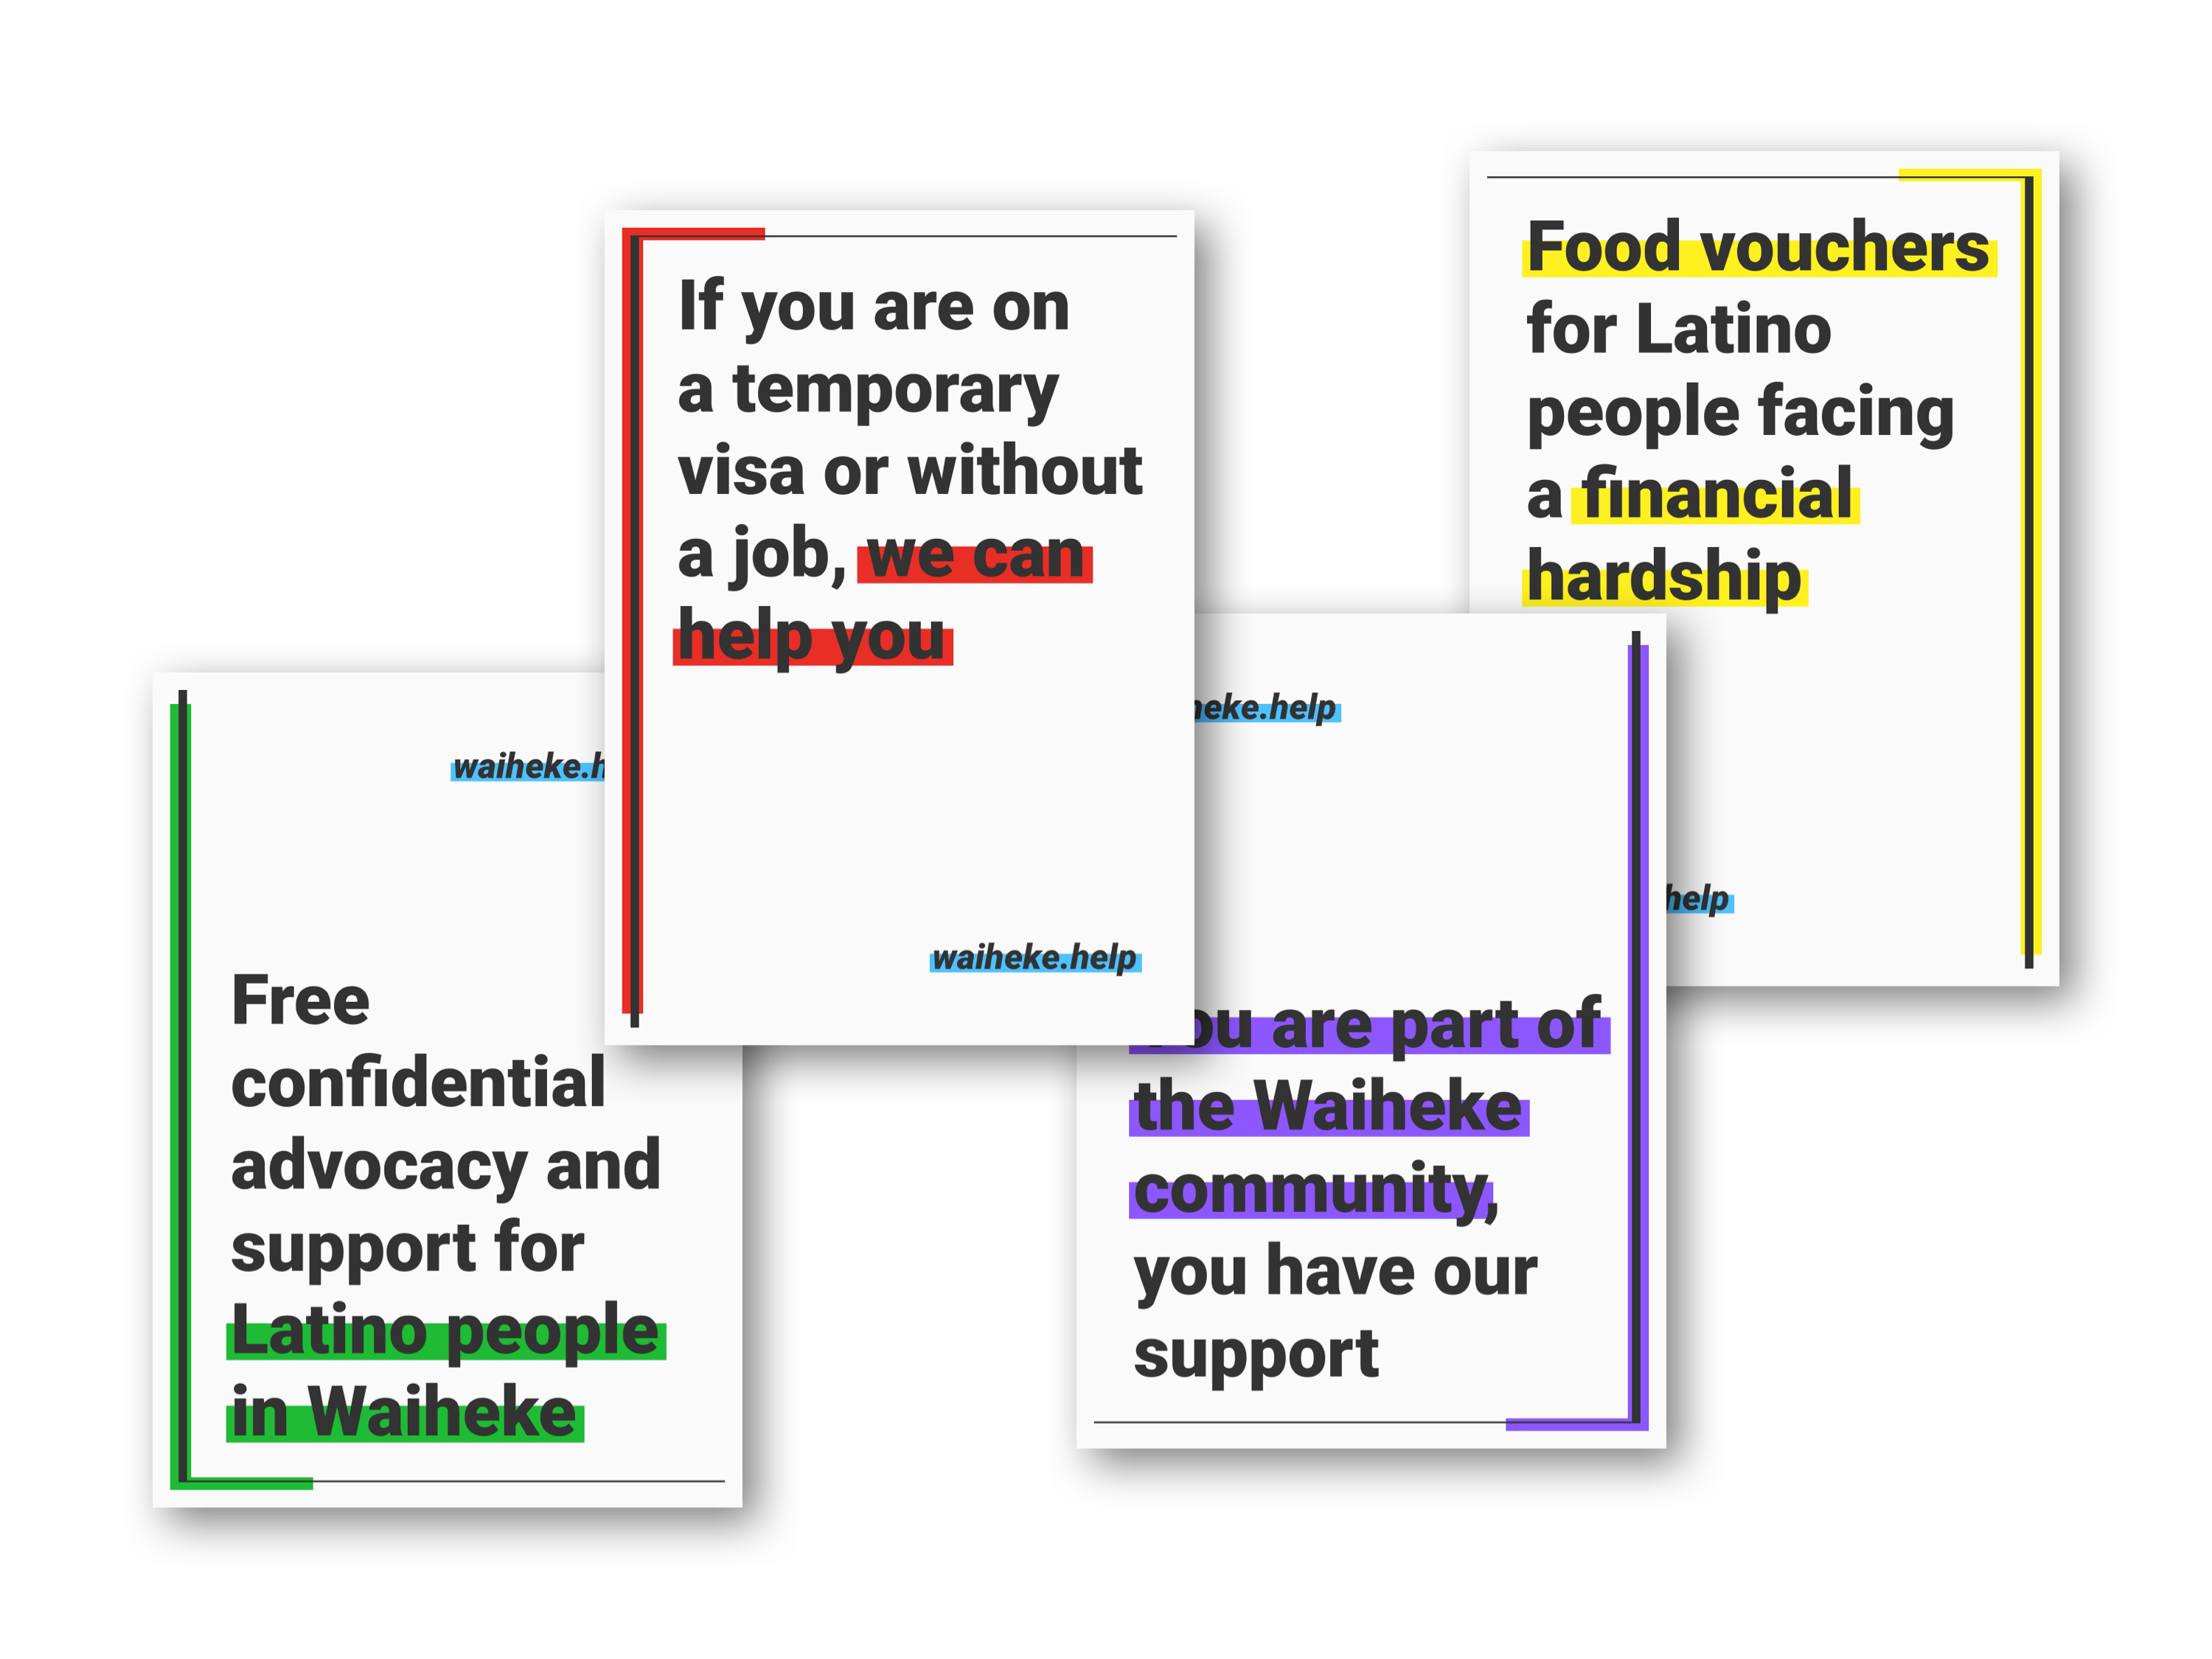 Free
confidential
advocacy and
support for
Latino people
in Waiheke
waiheke.h
If you are on
a temporary
visa or without
a job, we can
help you
waiheke.help
eke.help
You are part of
the Waiheke
community,
you have our
support
Food vouchers
for Latino
people facing
a financial
hardship
help